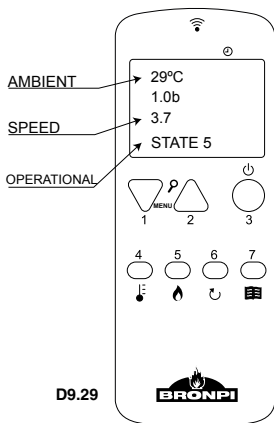 AMBIENT
29ºC
1.0b
SPEED
3.7
OPERATIONAL
STATE 5
MENU
1 2 3
4 5 6 7
D9.29
BRONPI